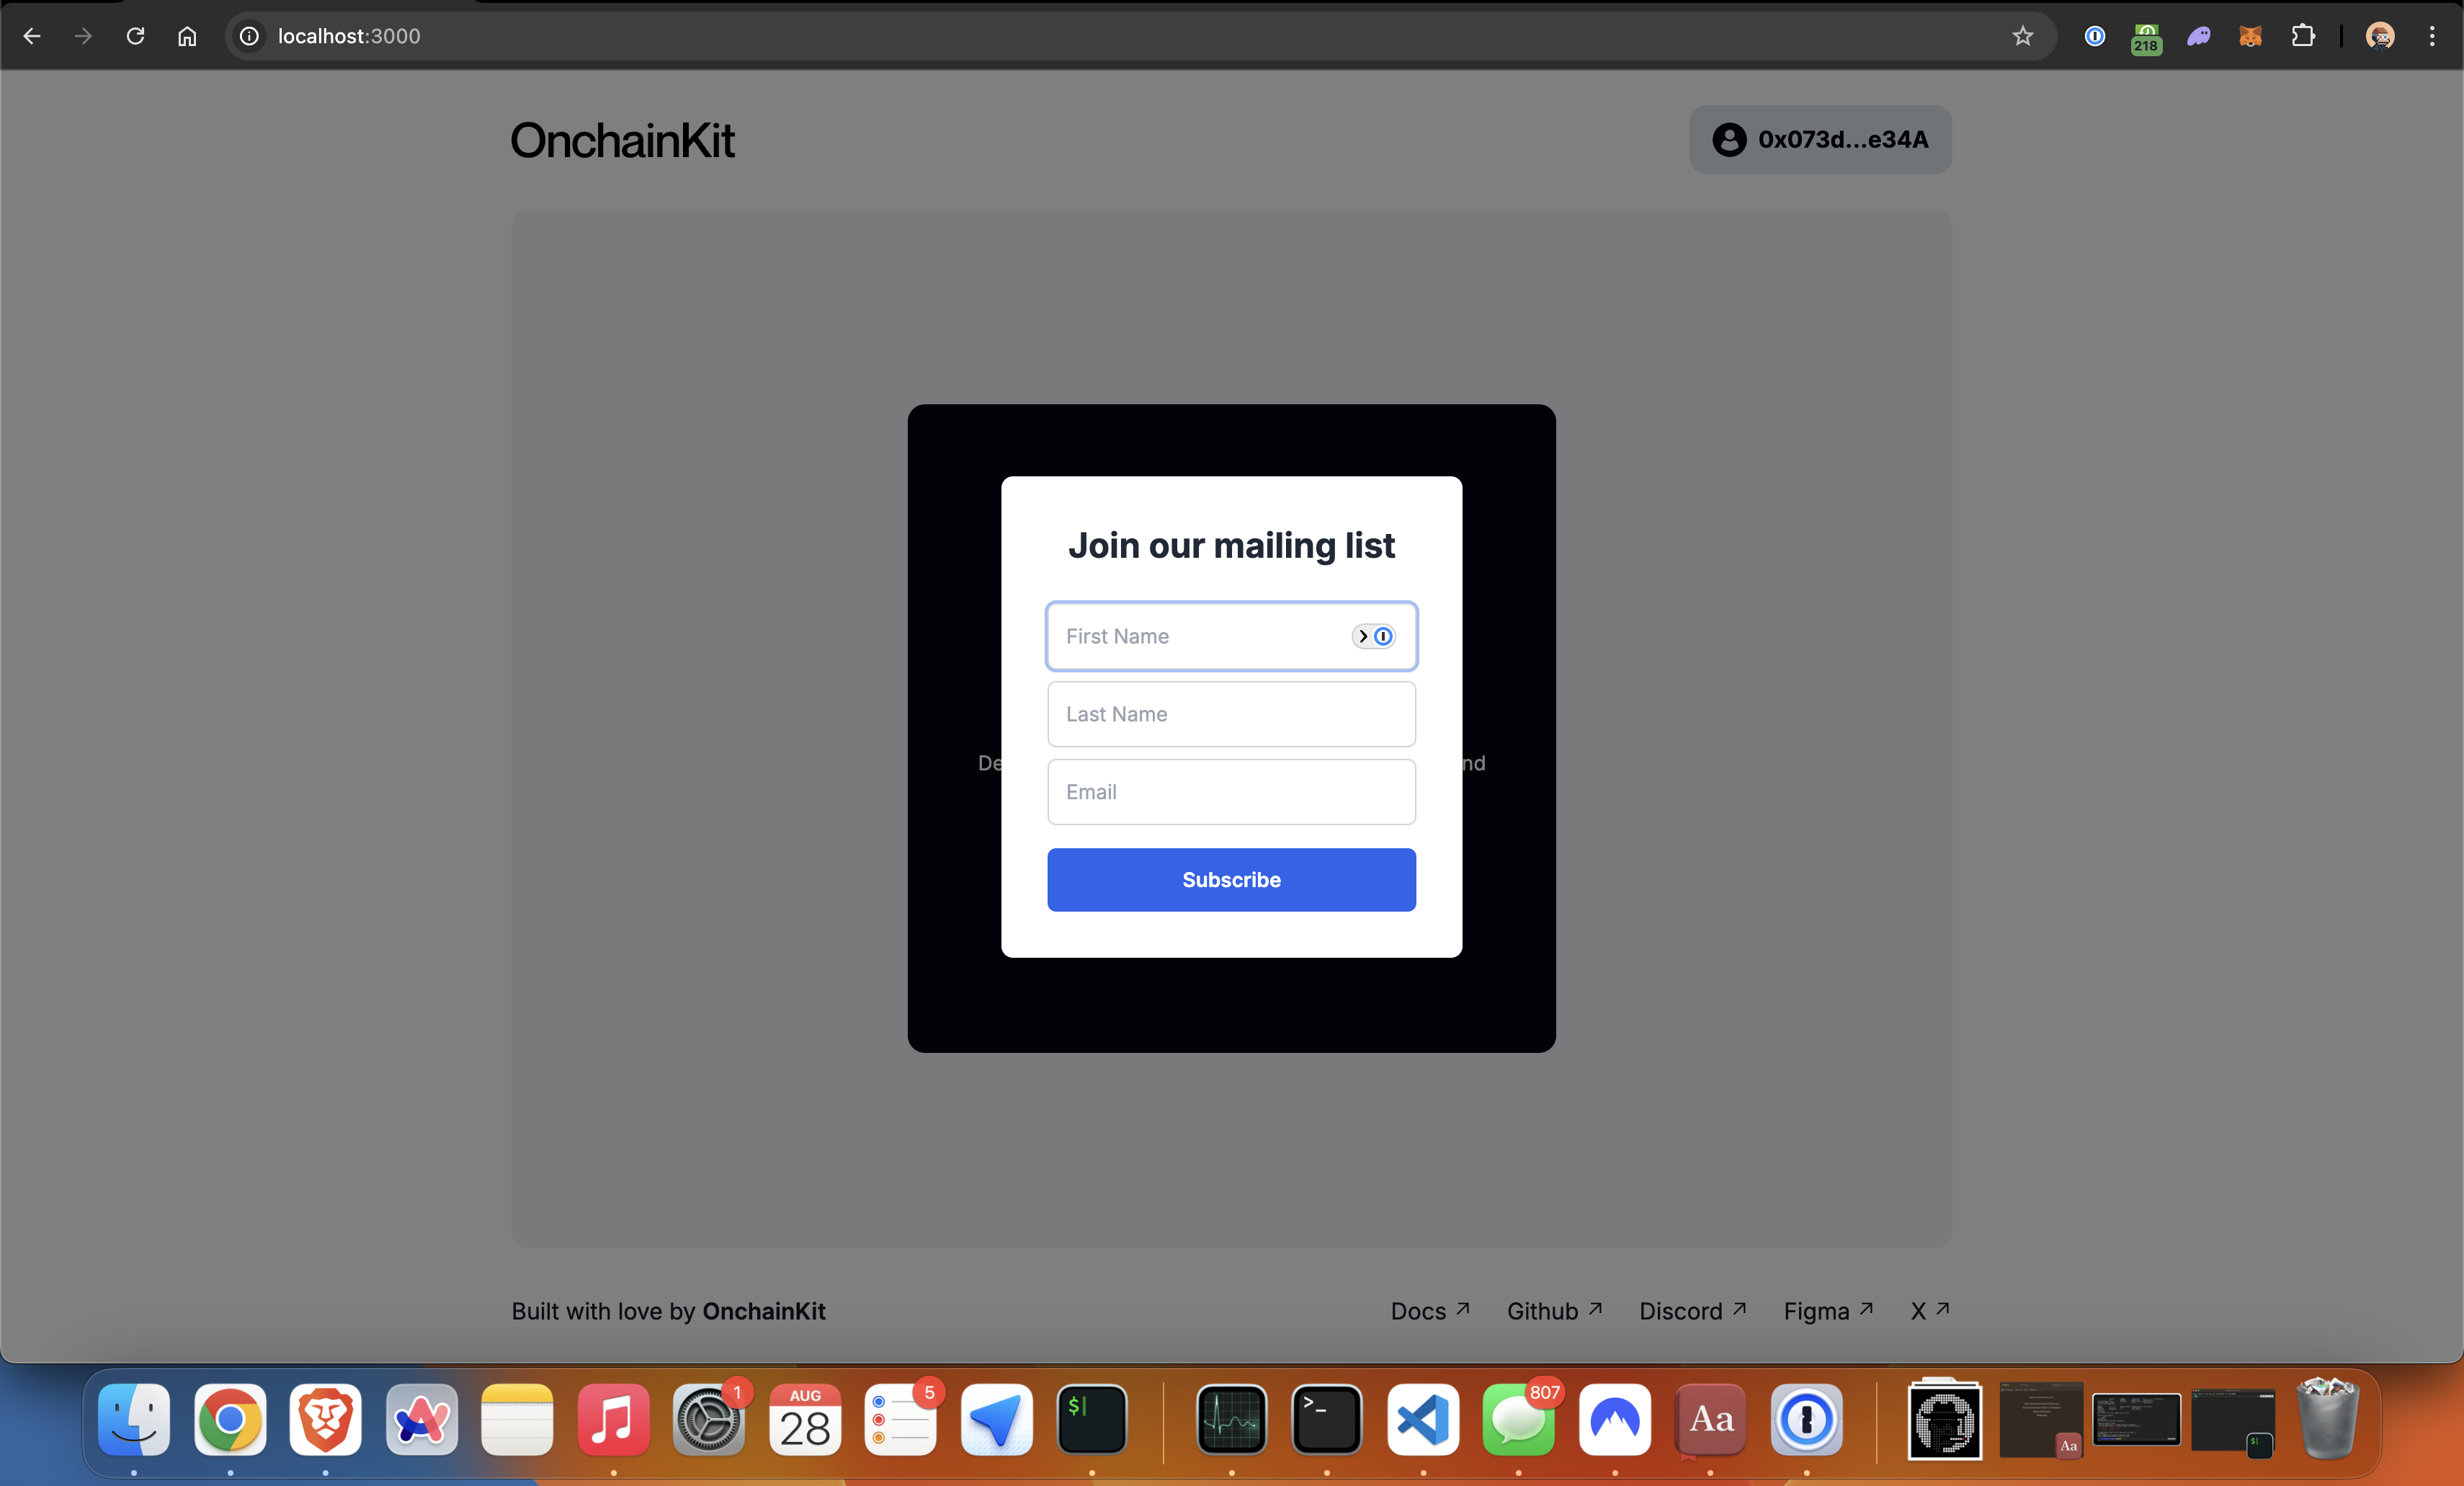 localhost:3000
218
OnchainKit
0x073d...e34A
Join our mailing list
First Name
Last Name
De
nd
Email
Subscribe
Built with love by OnchainKit
Docs ↗ Github ↗ Discord ↗ Figma ↗ X ↗
1
AUG
28
5
$
>_
807
Aa
Aa
$